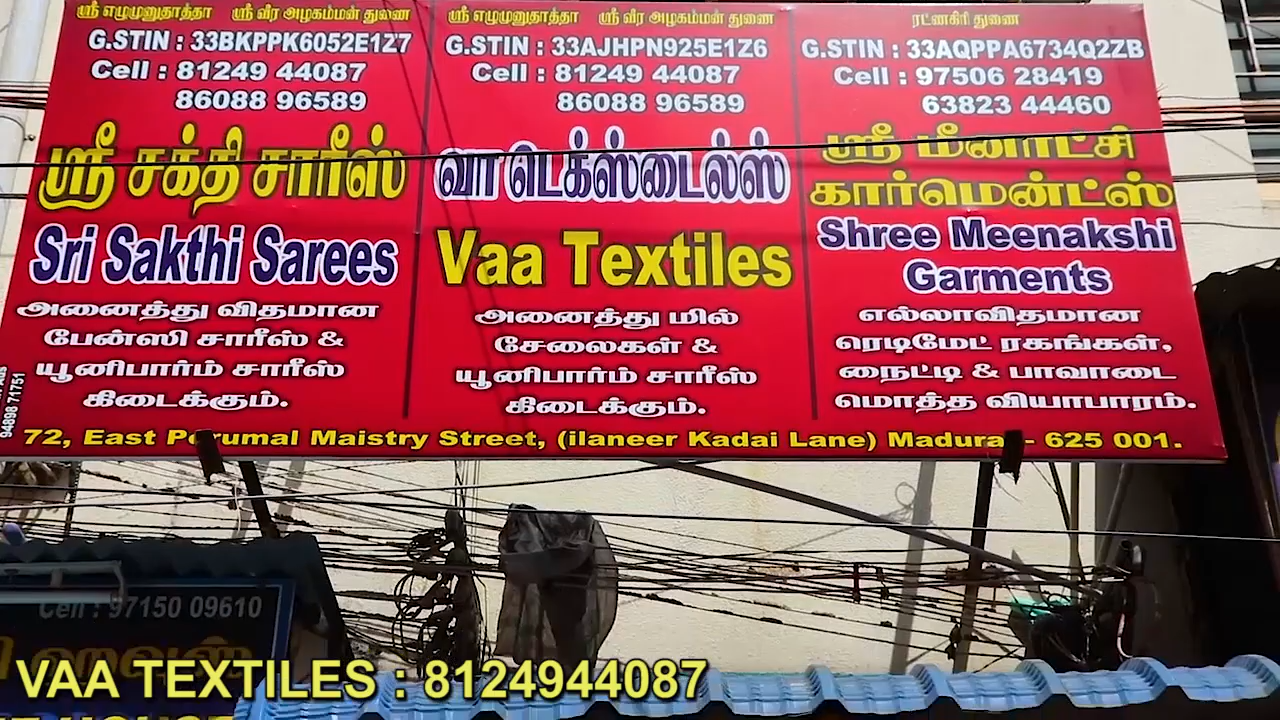 ஸ்ரீ எழுமுனுதாத்தா ஸ்ரீ வீர அழகம்மன் துணை
G.STIN : 33BKPPK6052E1Z7
Cell : 81249 44087
86088 96589
ஸ்ரீ சக்தி சாரீஸ்
Sri Sakthi Sarees
அனைத்து விதமான
பேன்ஸி சாரீஸ் &
யூனிபார்ம் சாரீஸ்
கிடைக்கும்.
ஸ்ரீ எழுமுனுதாத்தா ஸ்ரீ வீர அழகம்மன் துணை
G.STIN : 33AJHPN925E1Z6
Cell : 81249 44087
86088 96589
வா டெக்ஸ்டைல்ஸ்
Vaa Textiles
அனைத்து மில்
சேலைகள் &
யூனிபார்ம் சாரீஸ்
கிடைக்கும்.
ரட்ணகிரி துணை
G.STIN : 33AQPPA6734Q2ZB
Cell : 97506 28419
63823 44460
ஸ்ரீ மீனாட்சி
கார்மென்ட்ஸ்
Shree Meenakshi
Garments
எல்லாவிதமான
ரெடிமேட் ரகங்கள்,
நைட்டி & பாவாடை
மொத்த வியாபாரம்.
72, East Perumal Maistry Street, (ilaneer Kadai Lane) Madurai - 625 001.
94898 71751
Cell : 97150 09610
VAA TEXTILES : 8124944087